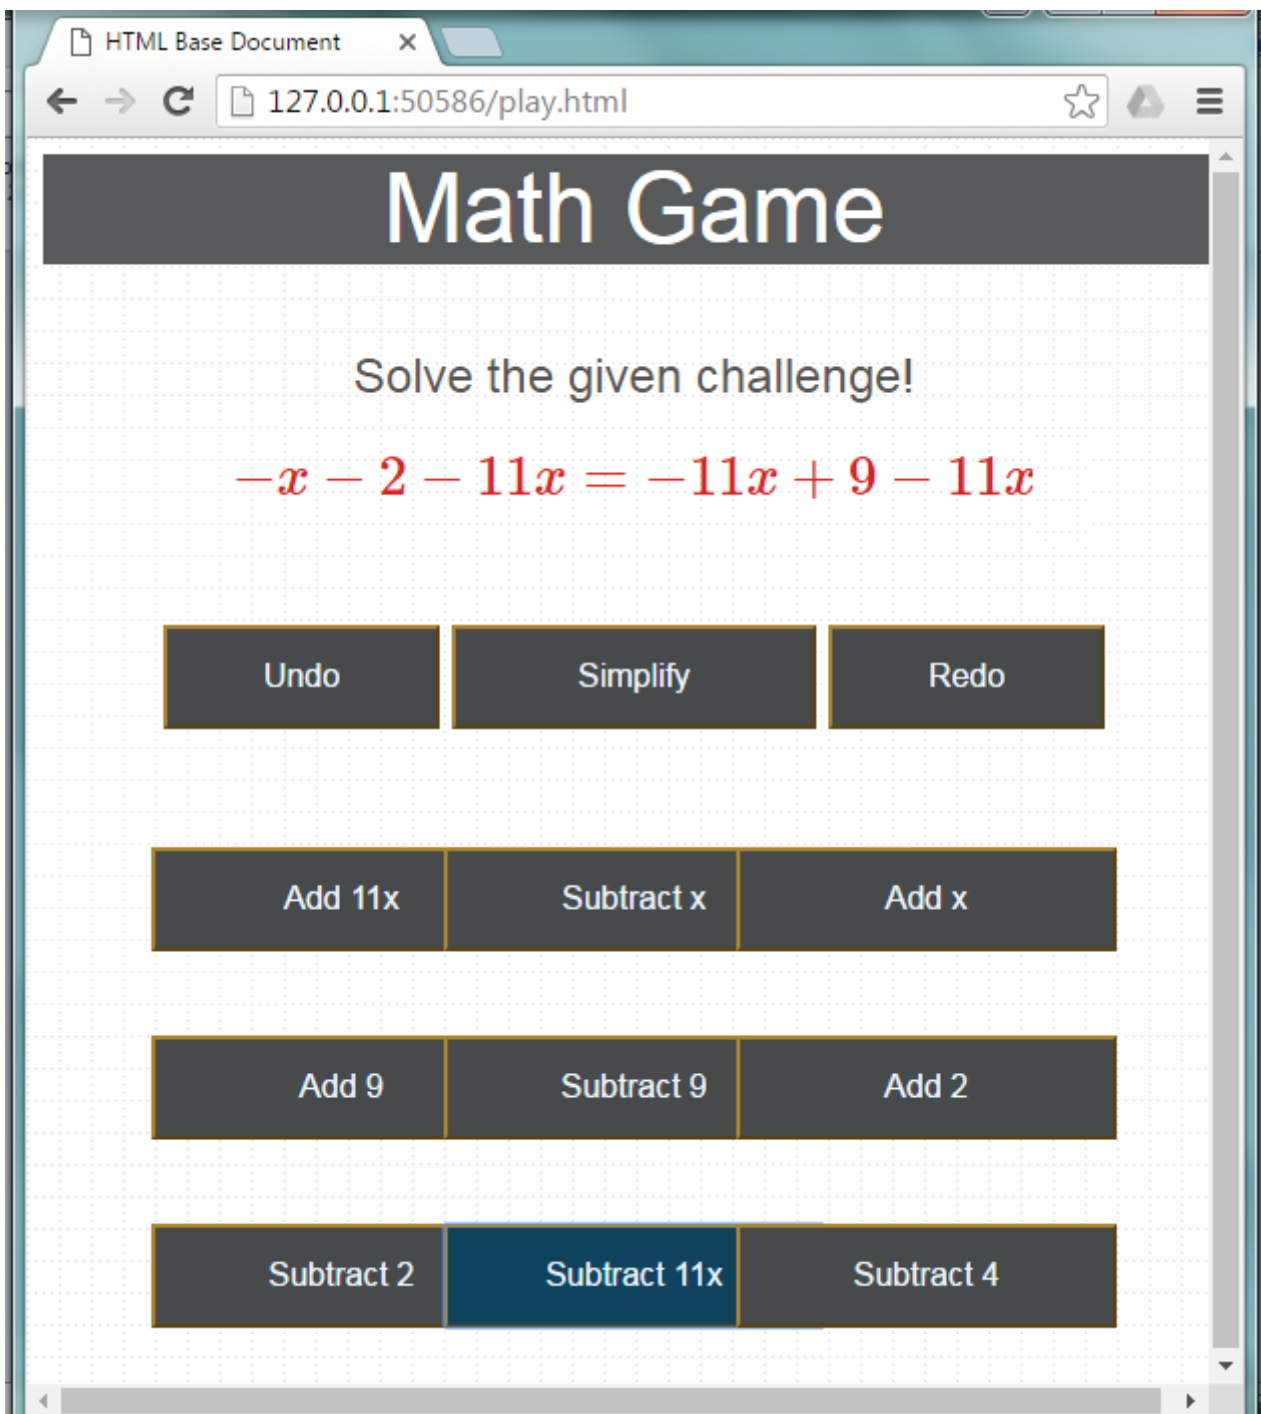 HTML Base Document
127.0.0.1:50586/play.html
Math Game
Solve the given challenge!
−x − 2 − 11x = −11x + 9 − 11x
Undo Simplify Redo
Add 11x Subtract x Add x
Add 9 Subtract 9 Add 2
Subtract 2 Subtract 11x Subtract 4